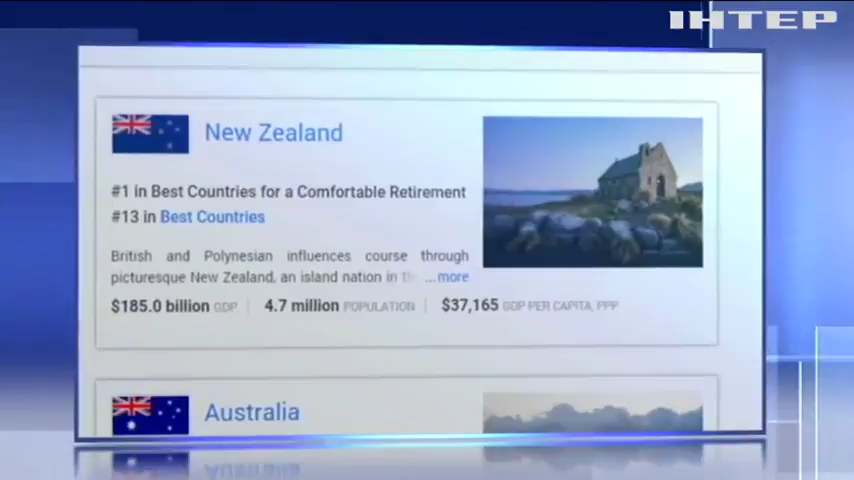 ІНТЕР
New Zealand
#1 in Best Countries for a Comfortable Retirement
#13 in Best Countries
British and Polynesian influences course through
picturesque New Zealand, an island nation in th ...more
$185.0 billion GDP | 4.7 million POPULATION | $37,165 GDP PER CAPITA, PPP
Australia